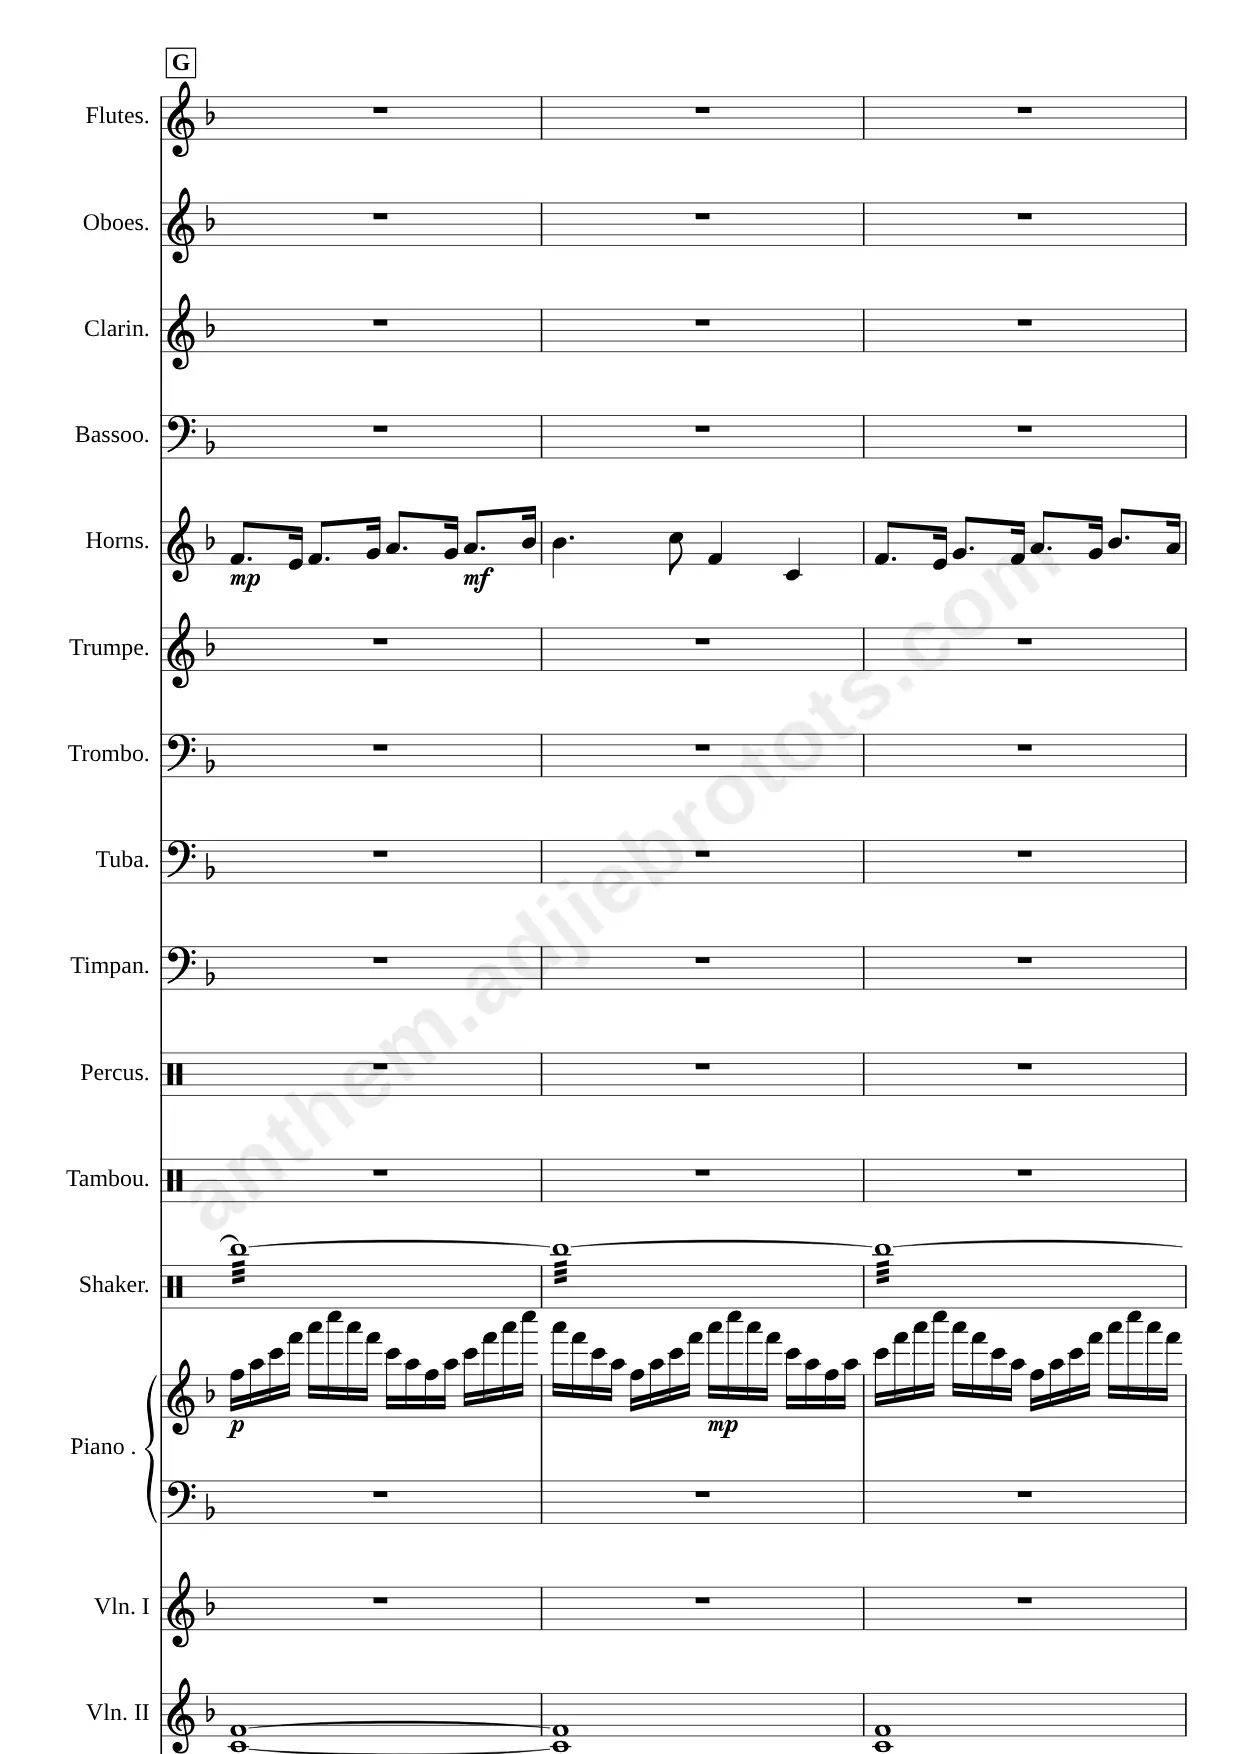 G
Flutes.
Oboes.
Clarin.
Bassoo.
Horns.
mp
mf
Trumpe.
Trombo.
Tuba.
Timpan.
Percus.
Tambou.
Shaker.
p
mp
Piano .
Vln. I
Vln. II
anthem.adjiebrotots.com